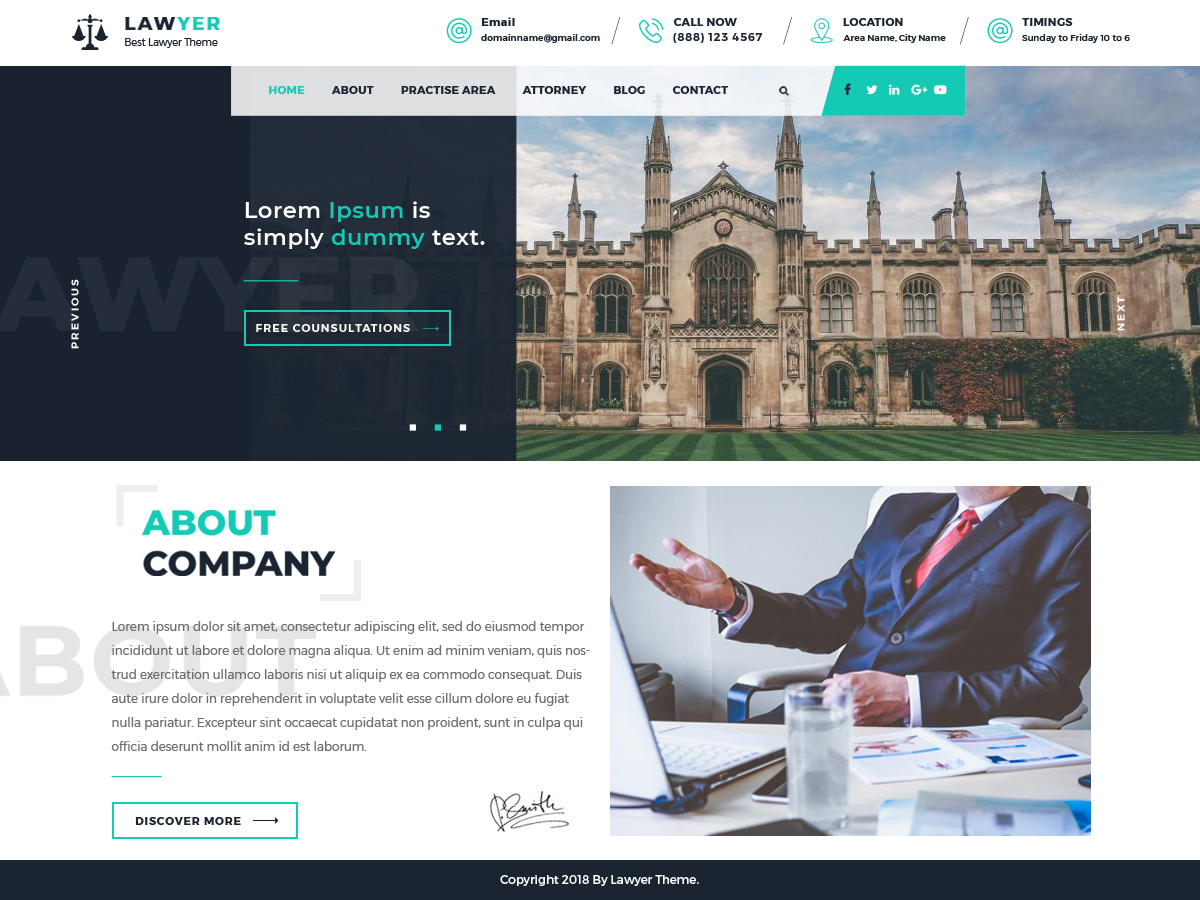 LAWYER
Best Lawyer Theme
Email
domainname@gmail.com
CALL NOW
(888) 123 4567
LOCATION
Area Name, City Name
TIMINGS
Sunday to Friday 10 to 6
HOME ABOUT PRACTISE AREA ATTORNEY BLOG CONTACT
Lorem Ipsum is
simply dummy text.
LAWYER
PREVIOUS
FREE COUNSULTATIONS
NEXT
ABOUT
COMPANY
ABOUT
Lorem ipsum dolor sit amet, consectetur adipiscing elit, sed do eiusmod tempor
incididunt ut labore et dolore magna aliqua. Ut enim ad minim veniam, quis nos-
trud exercitation ullamco laboris nisi ut aliquip ex ea commodo consequat. Duis
aute irure dolor in reprehenderit in voluptate velit esse cillum dolore eu fugiat
nulla pariatur. Excepteur sint occaecat cupidatat non proident, sunt in culpa qui
officia deserunt mollit anim id est laborum.
DISCOVER MORE
P. Smith
Copyright 2018 By Lawyer Theme.